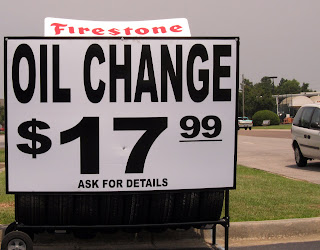 Firestone
OIL CHANGE
$17.99
ASK FOR DETAILS